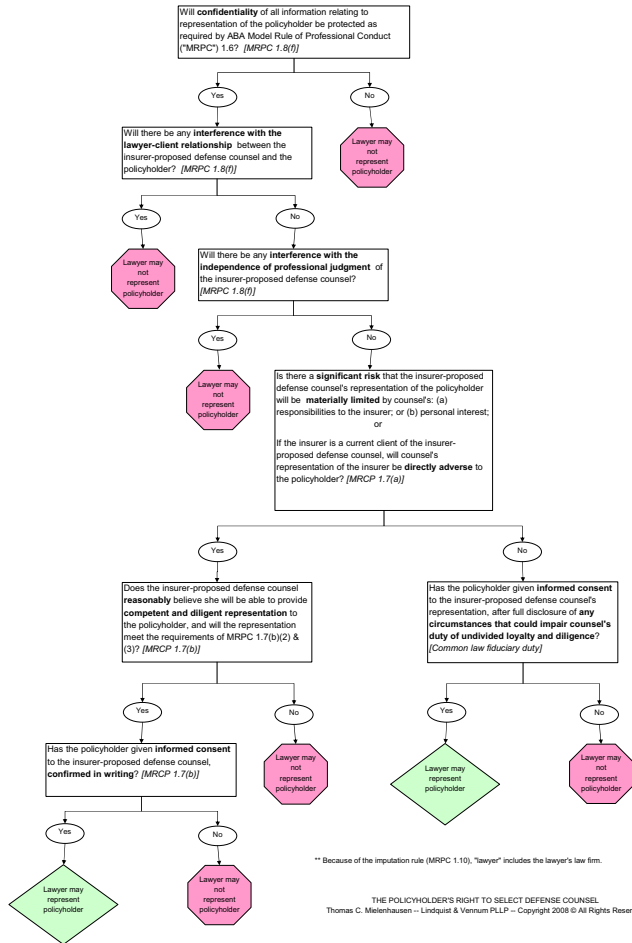 Will confidentiality of all information relating to
representation of the policyholder be protected as
required by ABA Model Rule of Professional Conduct
("MRPC") 1.6?  [MRPC 1.8(f)]
Yes
No
Will there be any interference with the
lawyer-client relationship  between the
insurer-proposed defense counsel and the
policyholder?  [MRPC 1.8(f)]
Lawyer may
not
represent
policyholder
Yes
No
Lawyer may
not
represent
policyholder
Will there be any interference with the
independence of professional judgment  of
the insurer-proposed defense counsel?
[MRPC 1.8(f)]
Yes
No
Lawyer may
not
represent
policyholder
Is there a significant risk that the insurer-proposed
defense counsel's representation of the policyholder
will be  materially limited by counsel's: (a)
responsibilities to the insurer; or (b) personal interest;
or
If the insurer is a current client of the insurer-
proposed defense counsel, will counsel's
representation of the insurer be directly adverse to
the policyholder? [MRCP 1.7(a)]
Yes
No
Does the insurer-proposed defense counsel
reasonably believe she will be able to provide
competent and diligent representation to
the policyholder, and will the representation
meet the requirements of MRPC 1.7(b)(2) &
(3)? [MRCP 1.7(b)]
Has the policyholder given informed consent
to the insurer-proposed defense counsel's
representation, after full disclosure of any
circumstances that could impair counsel's
duty of undivided loyalty and diligence?
[Common law fiduciary duty]
Yes
No
Yes
No
Has the policyholder given informed consent
to the insurer-proposed defense counsel,
confirmed in writing? [MRCP 1.7(b)]
Lawyer may
not
represent
policyholder
Lawyer may
represent
policyholder
Lawyer may
not
represent
policyholder
Yes
No
Lawyer may
represent
policyholder
Lawyer may
not
represent
policyholder
** Because of the imputation rule (MRPC 1.10), "lawyer" includes the lawyer's law firm.
THE POLICYHOLDER'S RIGHT TO SELECT DEFENSE COUNSEL
Thomas C. Mielenhausen -- Lindquist & Vennum PLLP -- Copyright 2008 © All Rights Reser